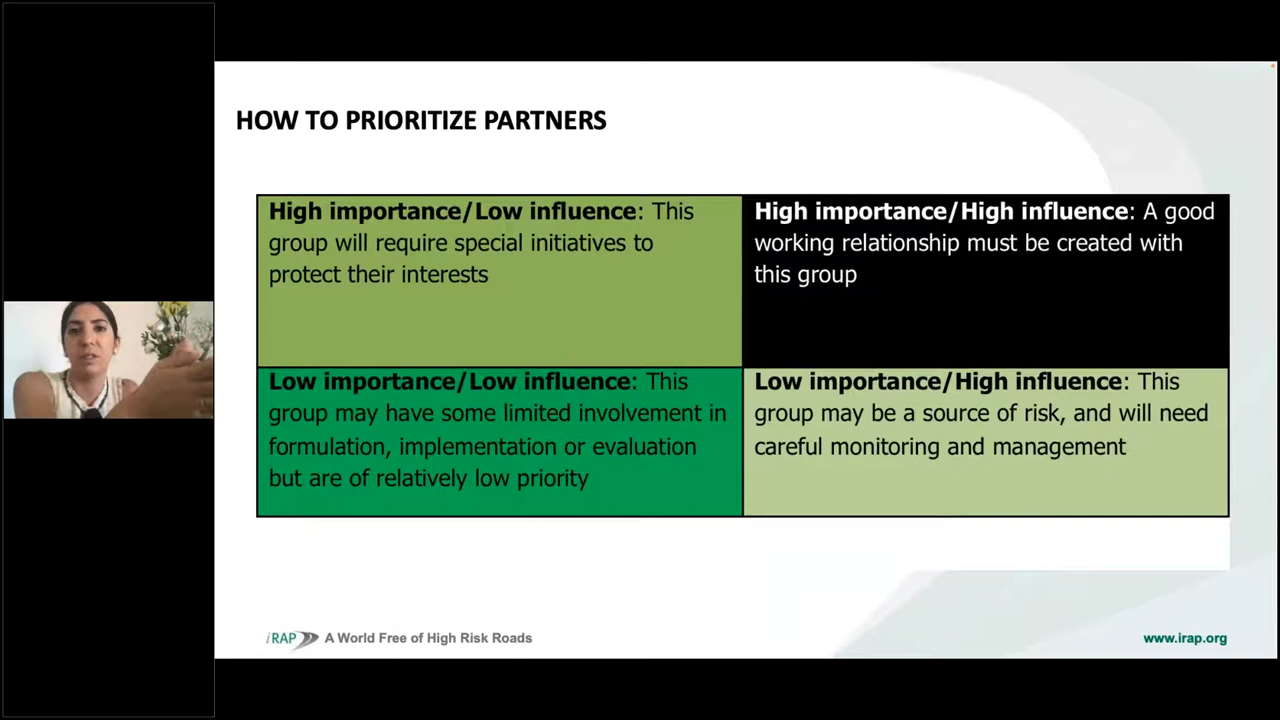 HOW TO PRIORITIZE PARTNERS
High importance/Low influence: This
group will require special initiatives to
protect their interests
High importance/High influence: A good
working relationship must be created with
this group
Low importance/Low influence: This
group may have some limited involvement in
formulation, implementation or evaluation
but are of relatively low priority
Low importance/High influence: This
group may be a source of risk, and will need
careful monitoring and management
iRAP A World Free of High Risk Roads
www.irap.org